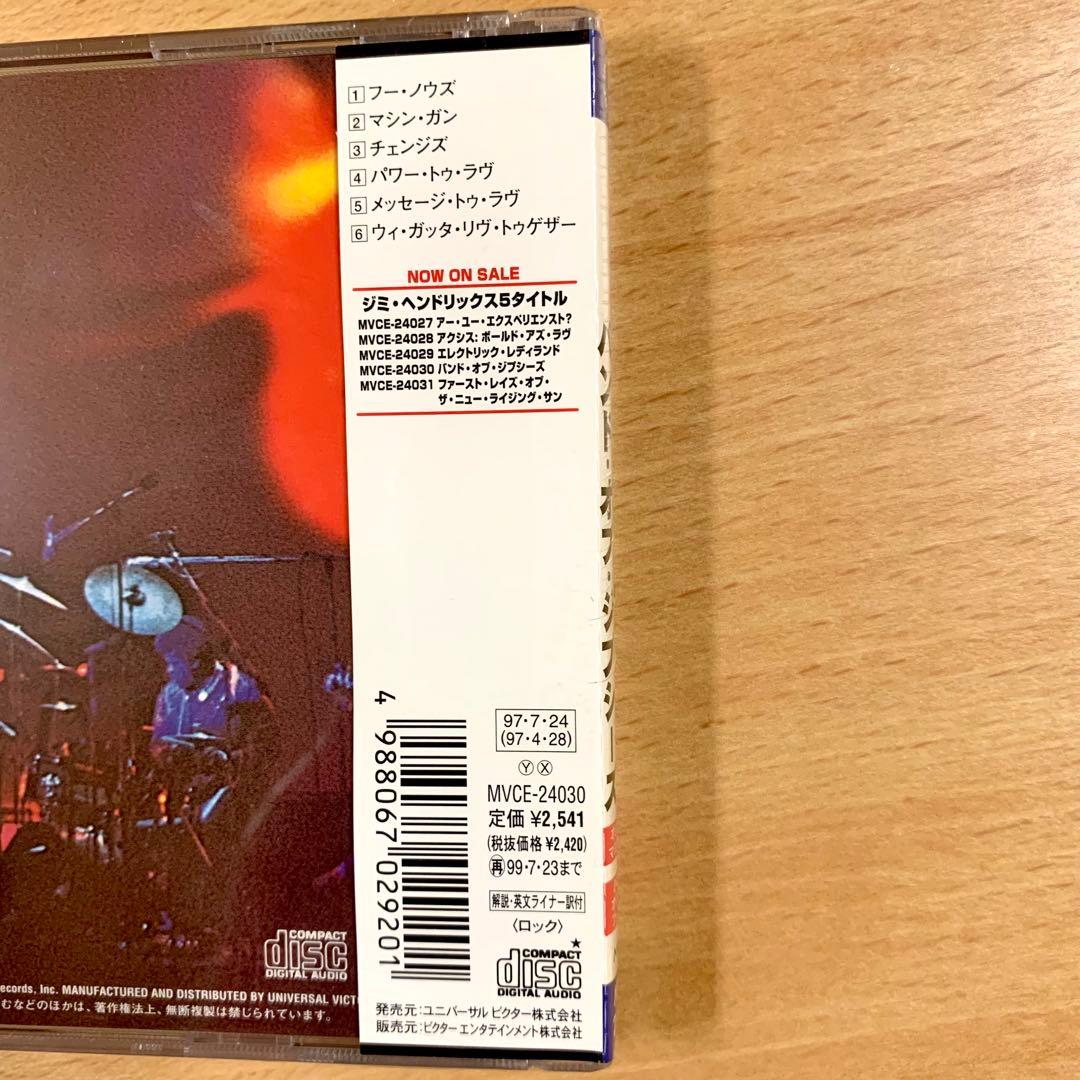 1 フー・ノウズ
2 マシン・ガン
3 チェンジズ
4 パワー・トゥ・ラヴ
5 メッセージ・トゥ・ラヴ
6 ウィ・ガッタ・リヴ・トゥゲザー
NOW ON SALE
ジミ・ヘンドリックス5タイトル
MVCE-24027 アー・ユー・エクスペリエンスト?
MVCE-24028 アクシス: ボールド・アズ・ラヴ
MVCE-24029 エレクトリック・レディランド
MVCE-24030 バンド・オブ・ジプシーズ
MVCE-24031 ファースト・レイズ・オブ・
ザ・ニュー・ライジング・サン
4 988067 029201
97・7・24
(97・4・28)
Ⓨ Ⓧ
MVCE-24030
定価 ¥2,541
(税抜価格 ¥2,420)
㊢ 99・7・23まで
解説・英文ライナー訳付
〈ロック〉
★
COMPACT
disc
DIGITAL AUDIO
発売元:ユニバーサル ビクター株式会社
販売元:ビクター エンタテインメント株式会社
COMPACT
disc
DIGITAL AUDIO
ecords, Inc. MANUFACTURED AND DISTRIBUTED BY UNIVERSAL VICT
むなどのほかは、著作権法上、無断複製は禁じられています。